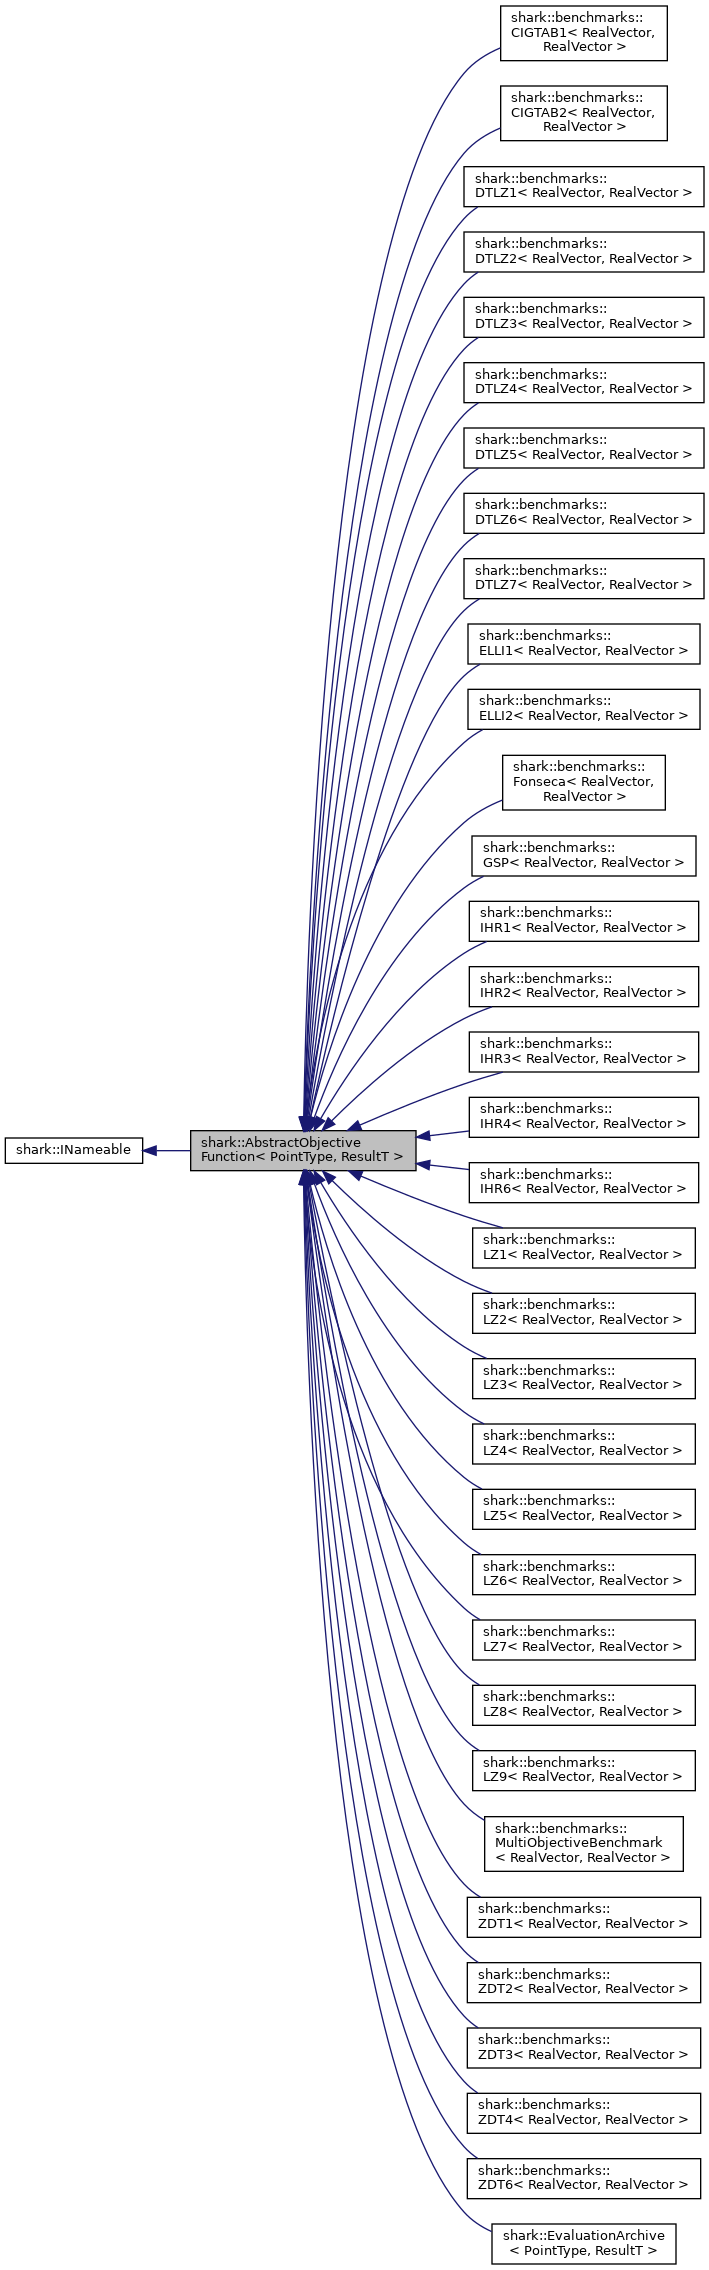 shark::benchmarks::
CIGTAB1< RealVector,
RealVector >
shark::benchmarks::
CIGTAB2< RealVector,
RealVector >
shark::benchmarks::
DTLZ1< RealVector, RealVector >
shark::benchmarks::
DTLZ2< RealVector, RealVector >
shark::benchmarks::
DTLZ3< RealVector, RealVector >
shark::benchmarks::
DTLZ4< RealVector, RealVector >
shark::benchmarks::
DTLZ5< RealVector, RealVector >
shark::benchmarks::
DTLZ6< RealVector, RealVector >
shark::benchmarks::
DTLZ7< RealVector, RealVector >
shark::benchmarks::
ELLI1< RealVector, RealVector >
shark::benchmarks::
ELLI2< RealVector, RealVector >
shark::benchmarks::
Fonseca< RealVector,
RealVector >
shark::benchmarks::
GSP< RealVector, RealVector >
shark::benchmarks::
IHR1< RealVector, RealVector >
shark::benchmarks::
IHR2< RealVector, RealVector >
shark::benchmarks::
IHR3< RealVector, RealVector >
shark::benchmarks::
IHR4< RealVector, RealVector >
shark::INameable
shark::AbstractObjective
Function< PointType, ResultT >
shark::benchmarks::
IHR6< RealVector, RealVector >
shark::benchmarks::
LZ1< RealVector, RealVector >
shark::benchmarks::
LZ2< RealVector, RealVector >
shark::benchmarks::
LZ3< RealVector, RealVector >
shark::benchmarks::
LZ4< RealVector, RealVector >
shark::benchmarks::
LZ5< RealVector, RealVector >
shark::benchmarks::
LZ6< RealVector, RealVector >
shark::benchmarks::
LZ7< RealVector, RealVector >
shark::benchmarks::
LZ8< RealVector, RealVector >
shark::benchmarks::
LZ9< RealVector, RealVector >
shark::benchmarks::
MultiObjectiveBenchmark
< RealVector, RealVector >
shark::benchmarks::
ZDT1< RealVector, RealVector >
shark::benchmarks::
ZDT2< RealVector, RealVector >
shark::benchmarks::
ZDT3< RealVector, RealVector >
shark::benchmarks::
ZDT4< RealVector, RealVector >
shark::benchmarks::
ZDT6< RealVector, RealVector >
shark::EvaluationArchive
< PointType, ResultT >